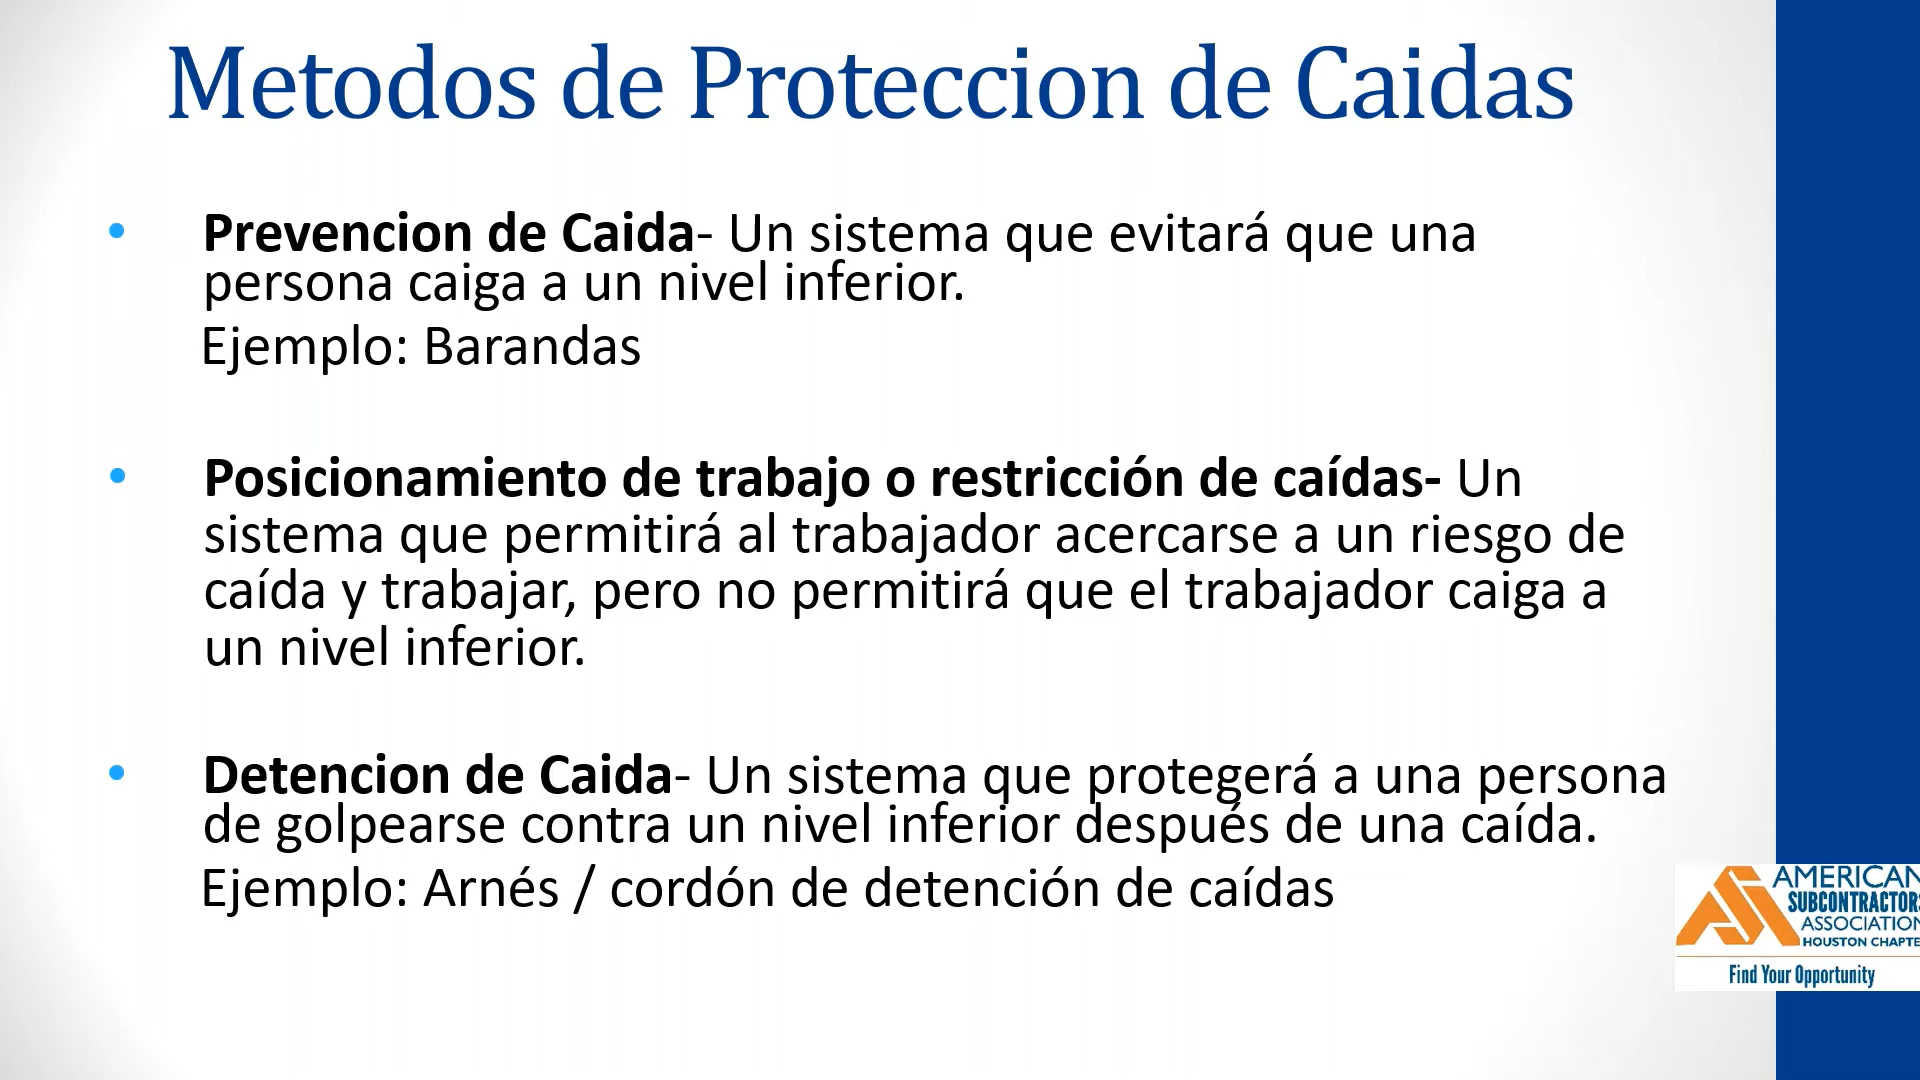 Metodos de Proteccion de Caidas
• Prevencion de Caida- Un sistema que evitará que una
persona caiga a un nivel inferior.
Ejemplo: Barandas
• Posicionamiento de trabajo o restricción de caídas- Un
sistema que permitirá al trabajador acercarse a un riesgo de
caída y trabajar, pero no permitirá que el trabajador caiga a
un nivel inferior.
• Detencion de Caida- Un sistema que protegerá a una persona
de golpearse contra un nivel inferior después de una caída.
Ejemplo: Arnés / cordón de detención de caídas
AMERICAN
SUBCONTRACTORS
ASSOCIATION
HOUSTON CHAPTE
Find Your Opportunity